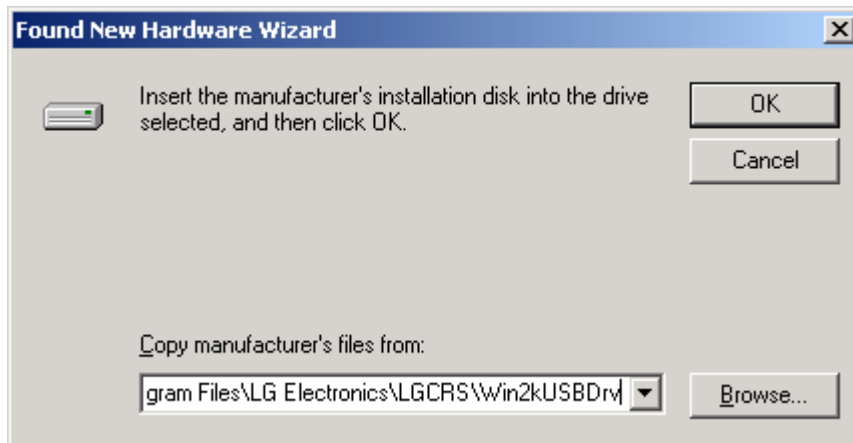 Found New Hardware Wizard
Insert the manufacturer's installation disk into the drive
selected, and then click OK.
OK
Cancel
Copy manufacturer's files from:
gram Files\LG Electronics\LGCRS\Win2kUSBDrv
Browse...